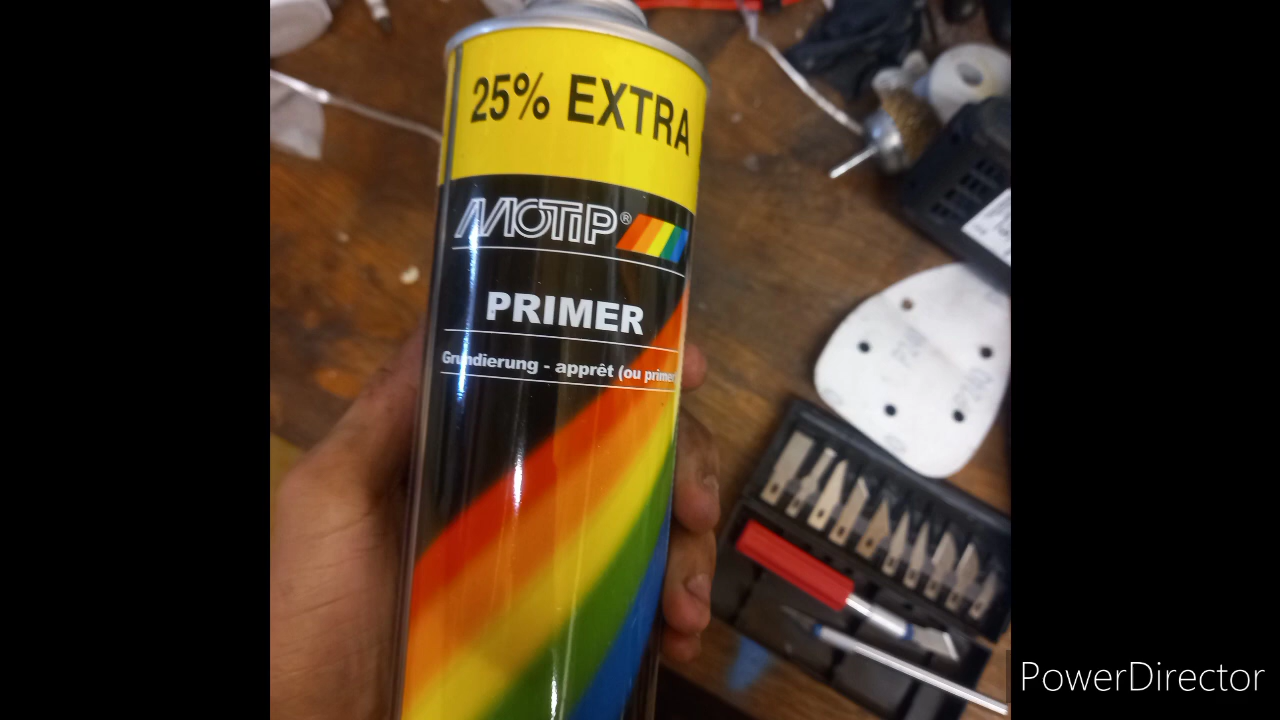 25% EXTRA
MOTIP®
PRIMER
Grundierung - apprêt (ou primer
PowerDirector